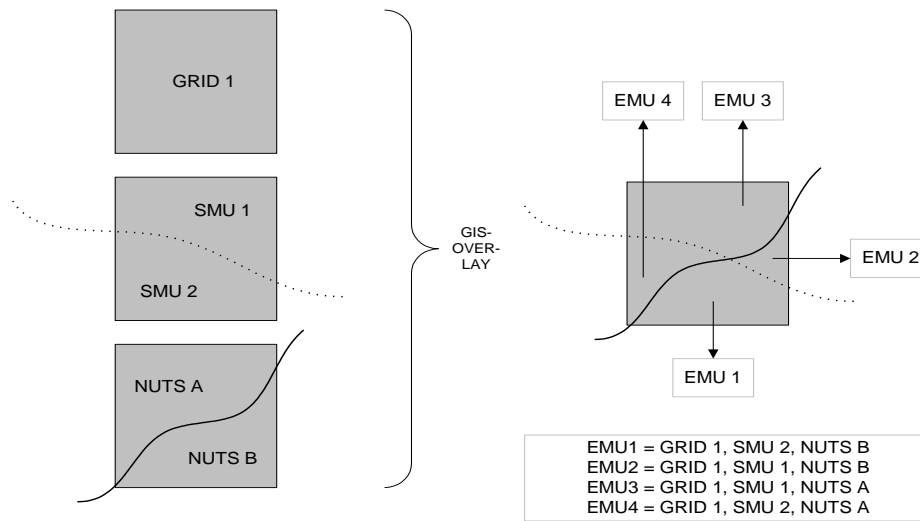 GRID 1
SMU 1
SMU 2
NUTS A
NUTS B
GIS-
OVER-
LAY
EMU 4
EMU 3
EMU 2
EMU 1
EMU1 = GRID 1, SMU 2, NUTS B
EMU2 = GRID 1, SMU 1, NUTS B
EMU3 = GRID 1, SMU 1, NUTS A
EMU4 = GRID 1, SMU 2, NUTS A